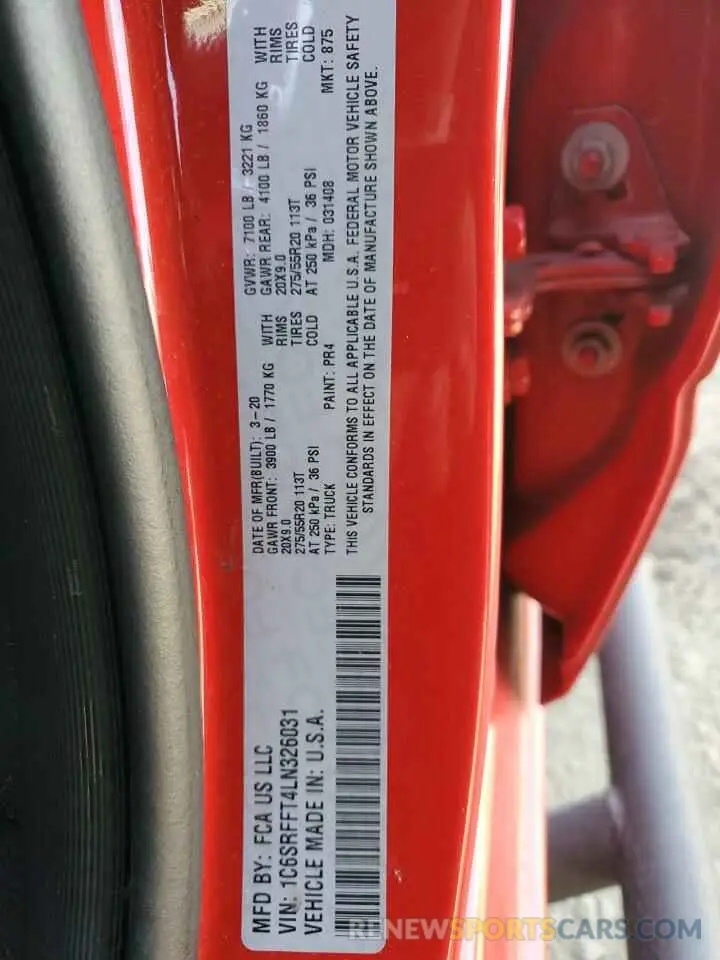 MFD BY: FCA US LLC
VIN: 1C6SRFFT4LN326031
VEHICLE MADE IN: U.S.A.
DATE OF MFR(BUILT): 3-20
GVWR: 7100 LB / 3221 KG
GAWR FRONT: 3900 LB / 1770 KG WITH
GAWR REAR: 4100 LB / 1860 KG WITH
20X9.0 RIMS
20X9.0 RIMS
275/55R20 113T TIRES
275/55R20 113T TIRES
AT 250 kPa / 36 PSI COLD
AT 250 kPa / 36 PSI COLD
TYPE: TRUCK PAINT: PR4 MDH: 031408 MKT: 875
THIS VEHICLE CONFORMS TO ALL APPLICABLE U.S.A. FEDERAL MOTOR VEHICLE SAFETY
STANDARDS IN EFFECT ON THE DATE OF MANUFACTURE SHOWN ABOVE.
RENEWSPORTSCARS.COM